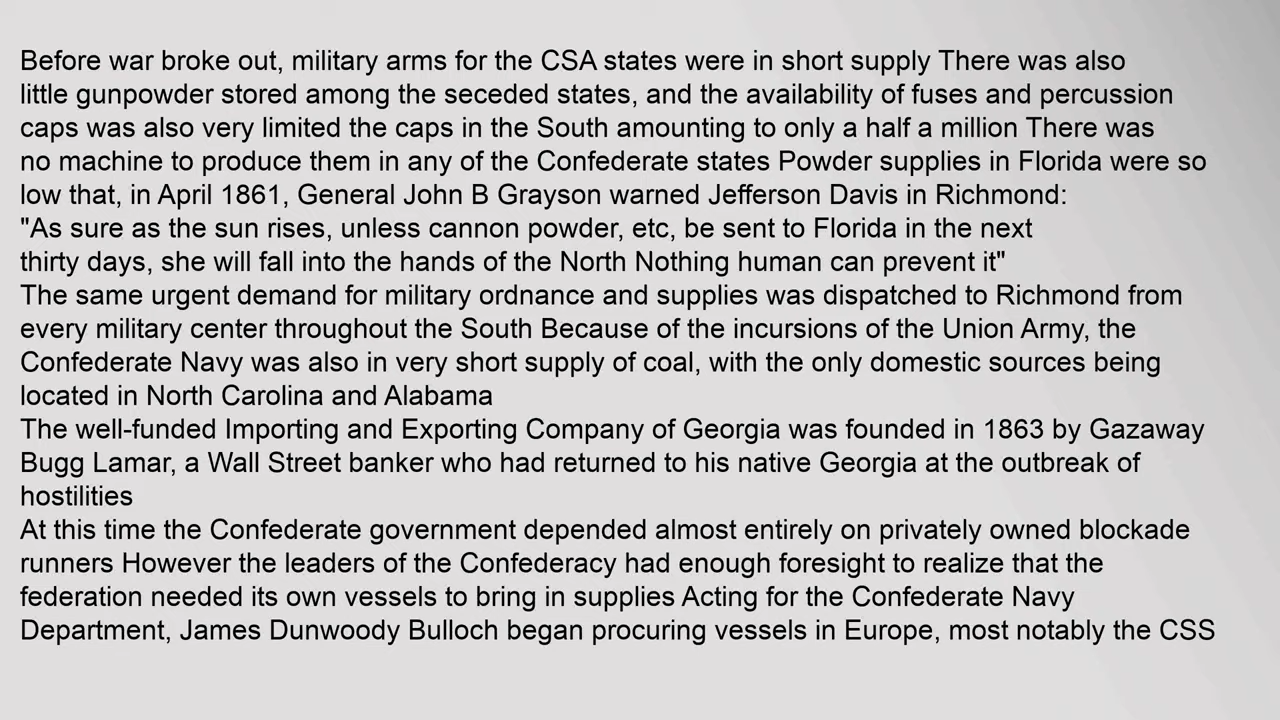 Before war broke out, military arms for the CSA states were in short supply There was also
little gunpowder stored among the seceded states, and the availability of fuses and percussion
caps was also very limited the caps in the South amounting to only a half a million There was
no machine to produce them in any of the Confederate states Powder supplies in Florida were so
low that, in April 1861, General John B Grayson warned Jefferson Davis in Richmond:
"As sure as the sun rises, unless cannon powder, etc, be sent to Florida in the next
thirty days, she will fall into the hands of the North Nothing human can prevent it"
The same urgent demand for military ordnance and supplies was dispatched to Richmond from
every military center throughout the South Because of the incursions of the Union Army, the
Confederate Navy was also in very short supply of coal, with the only domestic sources being
located in North Carolina and Alabama
The well-funded Importing and Exporting Company of Georgia was founded in 1863 by Gazaway
Bugg Lamar, a Wall Street banker who had returned to his native Georgia at the outbreak of
hostilities
At this time the Confederate government depended almost entirely on privately owned blockade
runners However the leaders of the Confederacy had enough foresight to realize that the
federation needed its own vessels to bring in supplies Acting for the Confederate Navy
Department, James Dunwoody Bulloch began procuring vessels in Europe, most notably the CSS